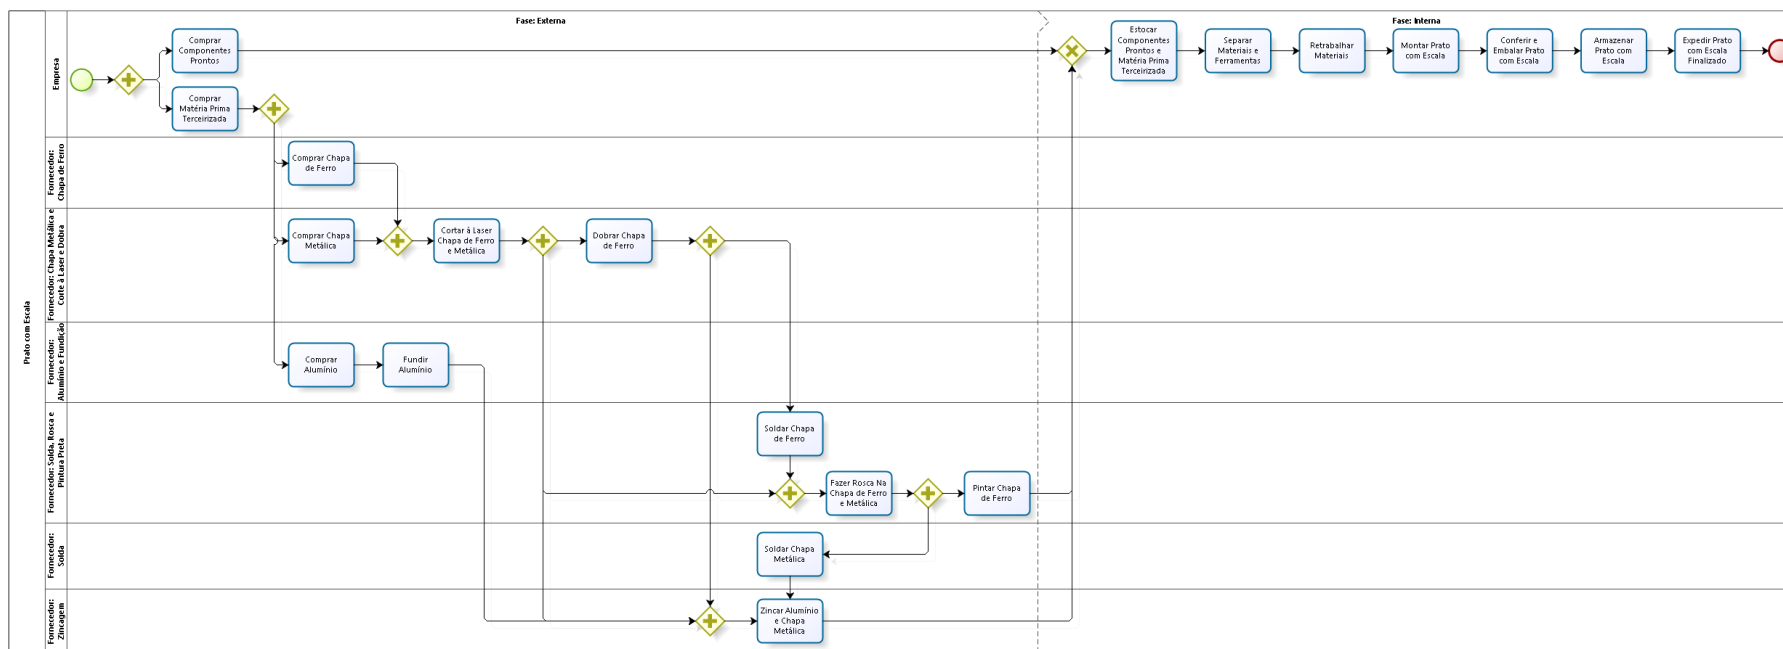 Prato com Escala
Fase: Externa
Fase: Interna
Empresa
Comprar
Componentes
Prontos
Comprar
Matéria Prima
Terceirizada
Estocar
Componentes
Prontos e
Matéria Prima
Terceirizada
Separar
Materiais e
Ferramentas
Retrabalhar
Materiais
Montar Prato
com Escala
Conferir e
Embalar Prato
com Escala
Armazenar
Prato com
Escala
Expedir Prato
com Escala
Finalizado
Fornecedor:
Chapa de Ferro
Comprar Chapa
de Ferro
Fornecedor: Chapa Metálica e
Corte à Laser e Dobra
Comprar Chapa
Metálica
Cortar à Laser
Chapa de Ferro
e Metálica
Dobrar Chapa
de Ferro
Fornecedor:
Alumínio e Fundição
Comprar
Alumínio
Fundir
Alumínio
Fornecedor: Solda, Rosca e
Pintura Preta
Soldar Chapa
de Ferro
Fazer Rosca Na
Chapa de Ferro
e Metálica
Pintar Chapa
de Ferro
Fornecedor:
Solda
Soldar Chapa
Metálica
Fornecedor:
Zincagem
Zincar Alumínio
e Chapa
Metálica